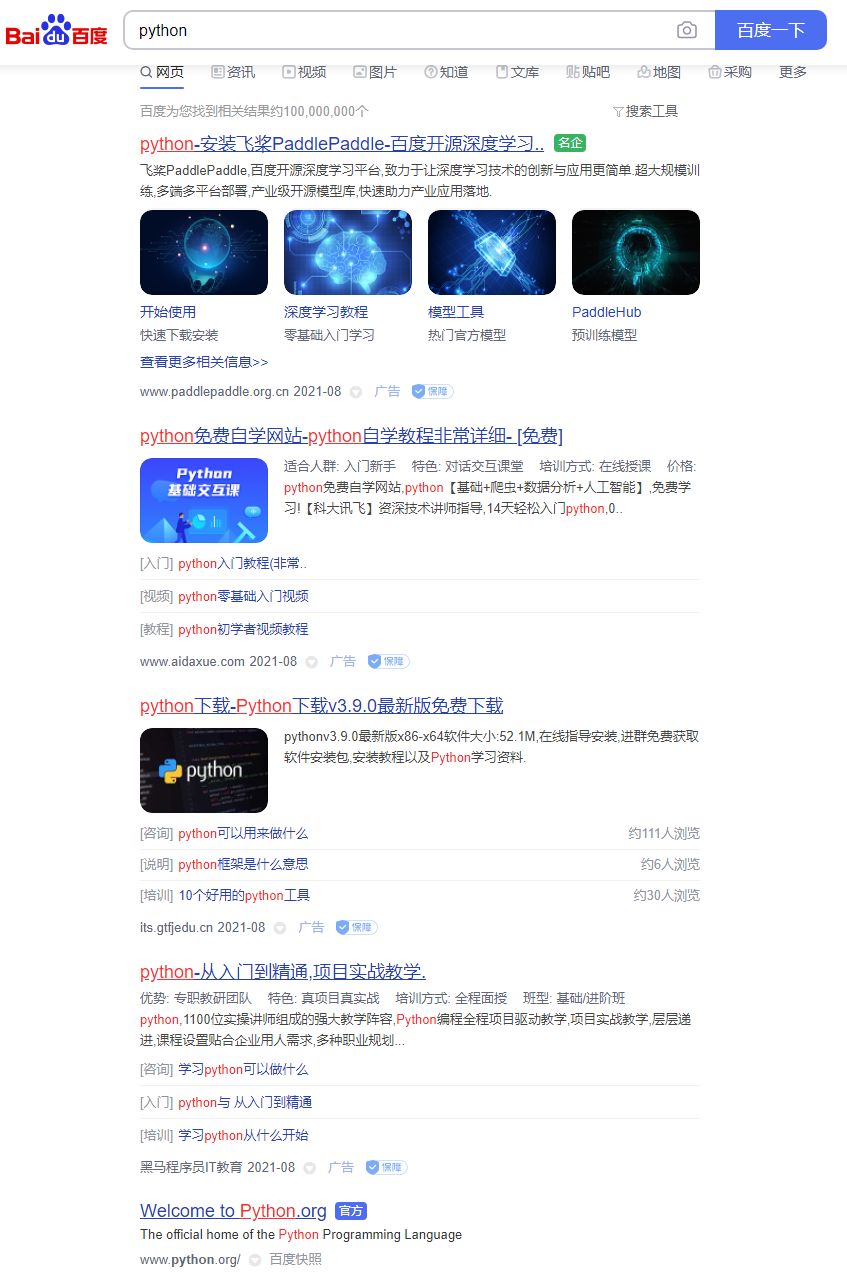 Bai du 百度 python 百度一下
网页 资讯 视频 图片 知道 文库 贴吧 地图 采购 更多
百度为您找到相关结果约100,000,000个 搜索工具
python-安装飞桨PaddlePaddle-百度开源深度学习.. 名企
飞桨PaddlePaddle,百度开源深度学习平台,致力于让深度学习技术的创新与应用更简单.超大规模训
练,多端多平台部署,产业级开源模型库,快速助力产业应用落地.
开始使用 深度学习教程 模型工具 PaddleHub
快速下载安装 零基础入门学习 热门官方模型 预训练模型
查看更多相关信息>>
www.paddlepaddle.org.cn 2021-08 广告 保障
python免费自学网站-python自学教程非常详细- [免费]
Python
基础交互课
适合人群: 入门新手 特色: 对话交互课堂 培训方式: 在线授课 价格:
python免费自学网站,python【基础+爬虫+数据分析+人工智能】,免费学
习!【科大讯飞】资深技术讲师指导,14天轻松入门python,0..
[入门] python入门教程(非常..
[视频] python零基础入门视频
[教程] python初学者视频教程
www.aidaxue.com 2021-08 广告 保障
python下载-Python下载v3.9.0最新版免费下载
python
pythonv3.9.0最新版x86-x64软件大小:52.1M,在线指导安装,进群免费获取
软件安装包,安装教程以及Python学习资料.
[咨询] python可以用来做什么 约111人浏览
[说明] python框架是什么意思 约6人浏览
[培训] 10个好用的python工具 约30人浏览
its.gtfjedu.cn 2021-08 广告 保障
python-从入门到精通,项目实战教学.
优势: 专职教研团队 特色: 真项目真实战 培训方式: 全程面授 班型: 基础/进阶班
python,1100位实操讲师组成的强大教学阵容,Python编程全程项目驱动教学,项目实战教学,层层递
进,课程设置贴合企业用人需求,多种职业规划...
[咨询] 学习python可以做什么
[入门] python与 从入门到精通
[培训] 学习python从什么开始
黑马程序员IT教育 2021-08 广告 保障
Welcome to Python.org 官方
The official home of the Python Programming Language
www.python.org/ 百度快照